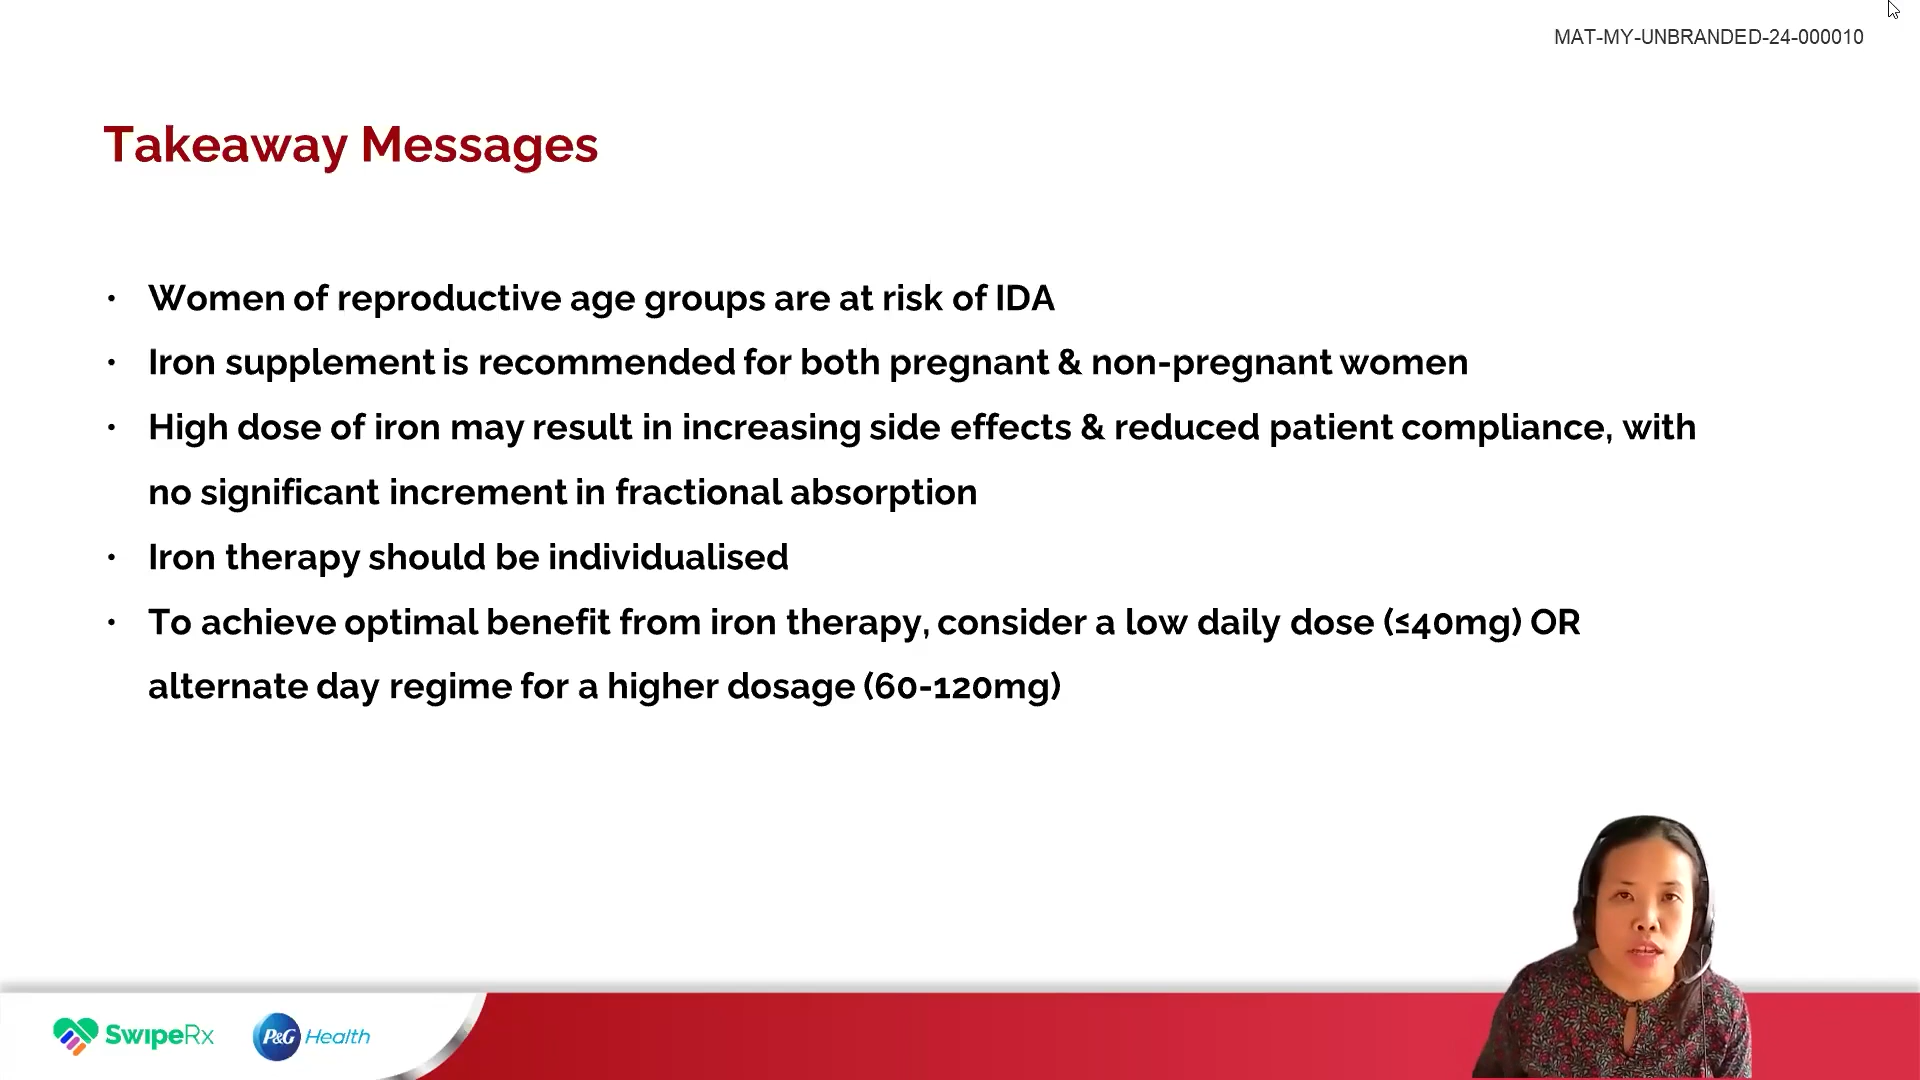 MAT-MY-UNBRANDED-24-000010
Takeaway Messages
• Women of reproductive age groups are at risk of IDA
• Iron supplement is recommended for both pregnant & non-pregnant women
• High dose of iron may result in increasing side effects & reduced patient compliance, with
no significant increment in fractional absorption
• Iron therapy should be individualised
• To achieve optimal benefit from iron therapy, consider a low daily dose (≤40mg) OR
alternate day regime for a higher dosage (60-120mg)
SwipeRx
P&G Health